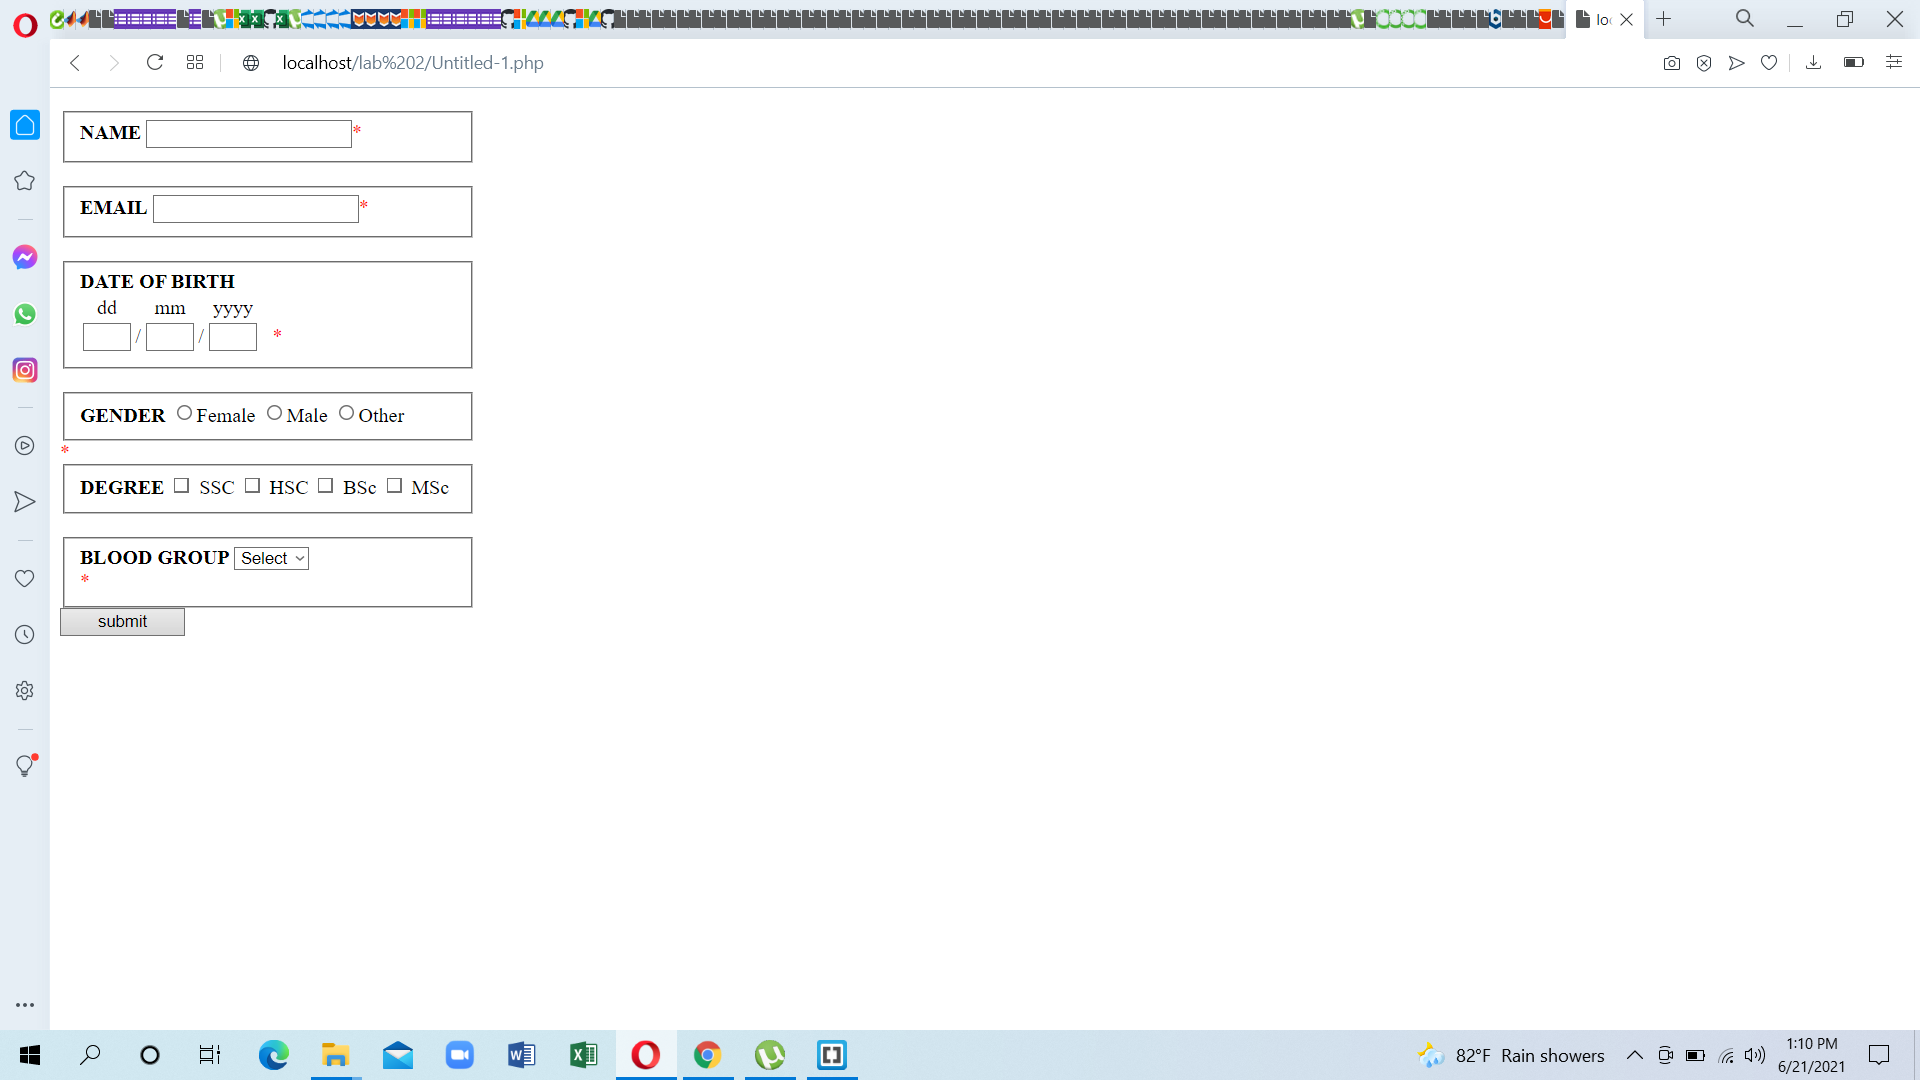 lo
localhost/lab%202/Untitled-1.php
NAME *
EMAIL *
DATE OF BIRTH
dd mm yyyy
/ / *
GENDER Female Male Other
*
DEGREE SSC HSC BSc MSc
BLOOD GROUP Select
*
submit
82°F Rain showers
1:10 PM
6/21/2021